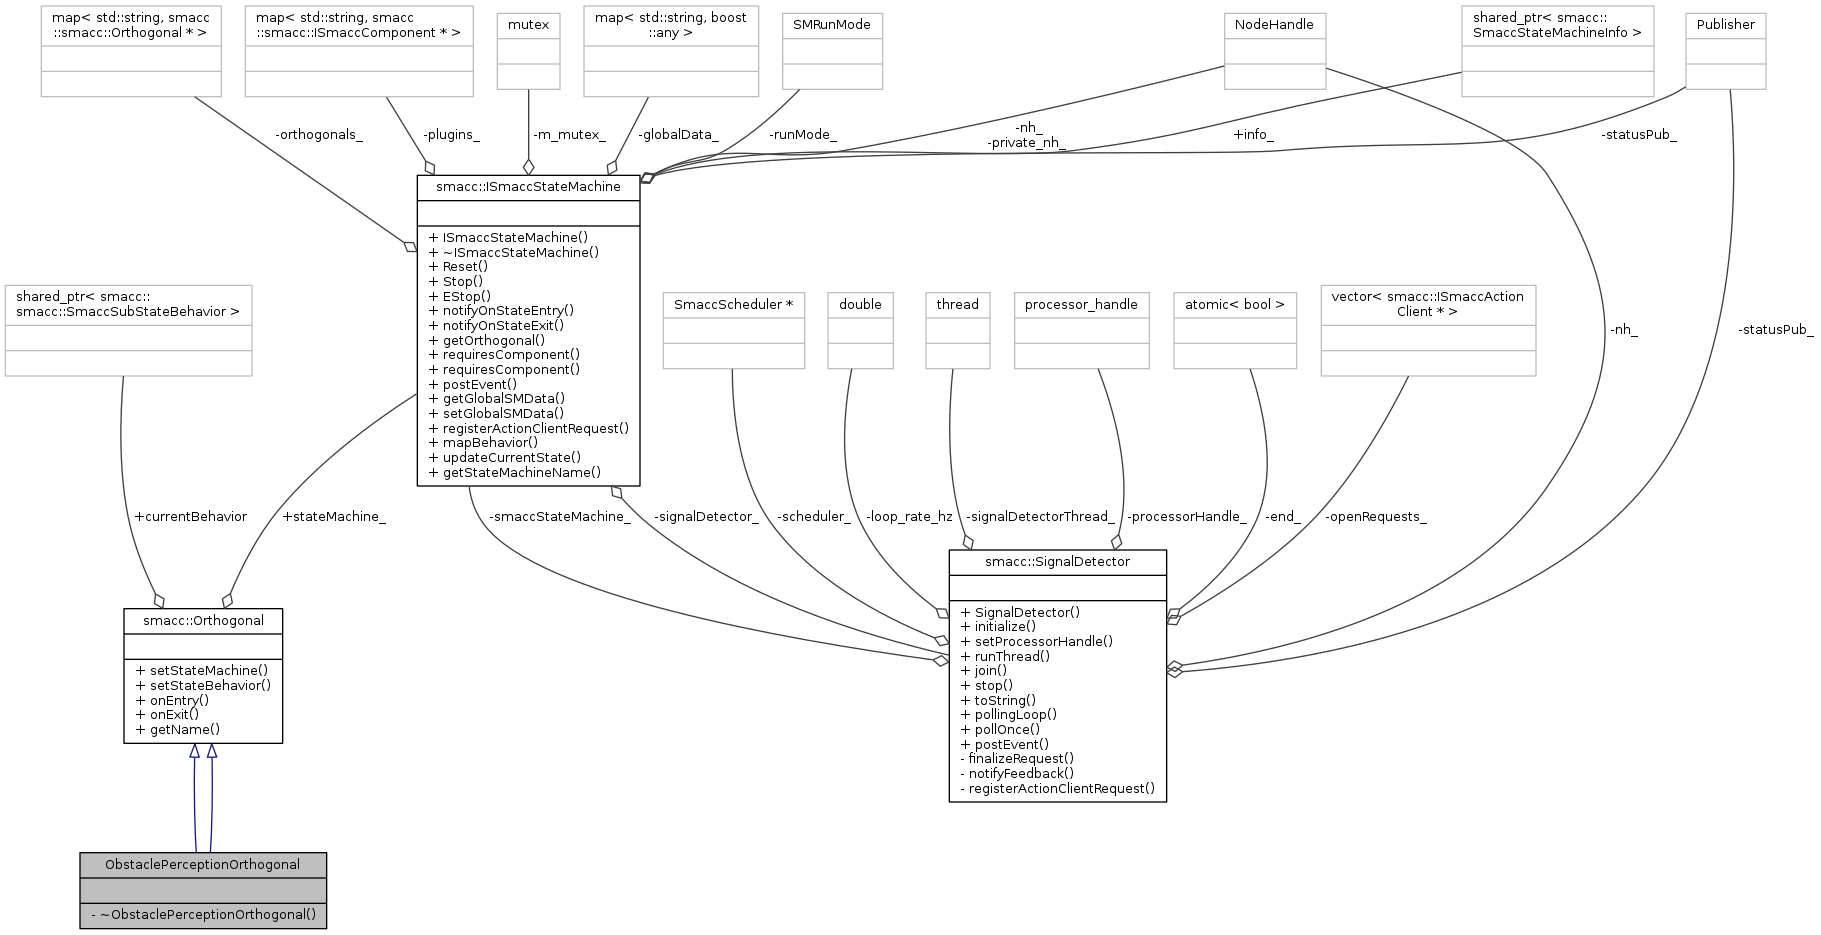 map< std::string, smacc
::smacc::Orthogonal * >
map< std::string, smacc
::smacc::ISmaccComponent * >
mutex
map< std::string, boost
::any >
SMRunMode
NodeHandle
shared_ptr< smacc::
SmaccStateMachineInfo >
Publisher
-orthogonals_
-plugins_
-m_mutex_
-globalData_
-runMode_
-nh_
-private_nh_
+info_
-statusPub_
smacc::ISmaccStateMachine
+ ISmaccStateMachine()
+ ~ISmaccStateMachine()
+ Reset()
+ Stop()
+ EStop()
+ notifyOnStateEntry()
+ notifyOnStateExit()
+ getOrthogonal()
+ requiresComponent()
+ requiresComponent()
+ postEvent()
+ getGlobalSMData()
+ setGlobalSMData()
+ registerActionClientRequest()
+ mapBehavior()
+ updateCurrentState()
+ getStateMachineName()
shared_ptr< smacc::
smacc::SmaccSubStateBehavior >
SmaccScheduler *
double
thread
processor_handle
atomic< bool >
vector< smacc::ISmaccAction
Client * >
-nh_
-statusPub_
+currentBehavior
+stateMachine_
-smaccStateMachine_
-signalDetector_
-scheduler_
-loop_rate_hz
-signalDetectorThread_
-processorHandle_
-end_
-openRequests_
smacc::SignalDetector
+ SignalDetector()
+ initialize()
+ setProcessorHandle()
+ runThread()
+ join()
+ stop()
+ toString()
+ pollingLoop()
+ pollOnce()
+ postEvent()
- finalizeRequest()
- notifyFeedback()
- registerActionClientRequest()
smacc::Orthogonal
+ setStateMachine()
+ setStateBehavior()
+ onEntry()
+ onExit()
+ getName()
ObstaclePerceptionOrthogonal
- ~ObstaclePerceptionOrthogonal()